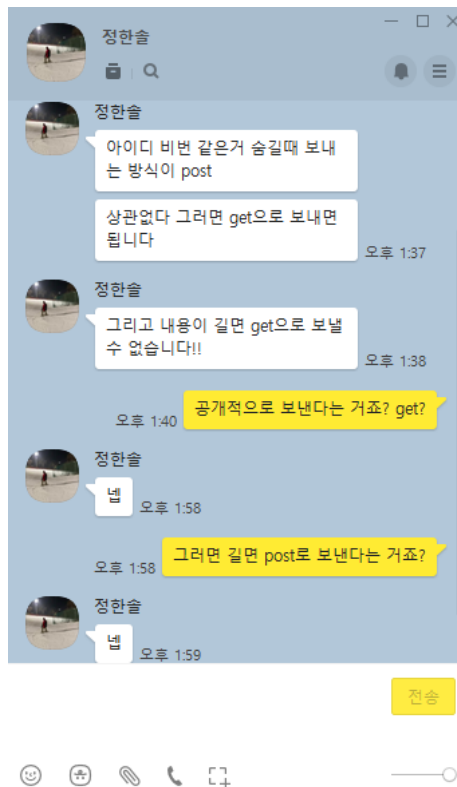 정한솔
정한솔
아이디 비번 같은거 숨길때 보내
는 방식이 post
상관없다 그러면 get으로 보내면
됩니다
오후 1:37
정한솔
그리고 내용이 길면 get으로 보낼
수 없습니다!!
오후 1:38
공개적으로 보낸다는 거죠? get?
오후 1:40
정한솔
넵
오후 1:58
그러면 길면 post로 보낸다는 거죠?
오후 1:58
정한솔
넵
오후 1:59
전송